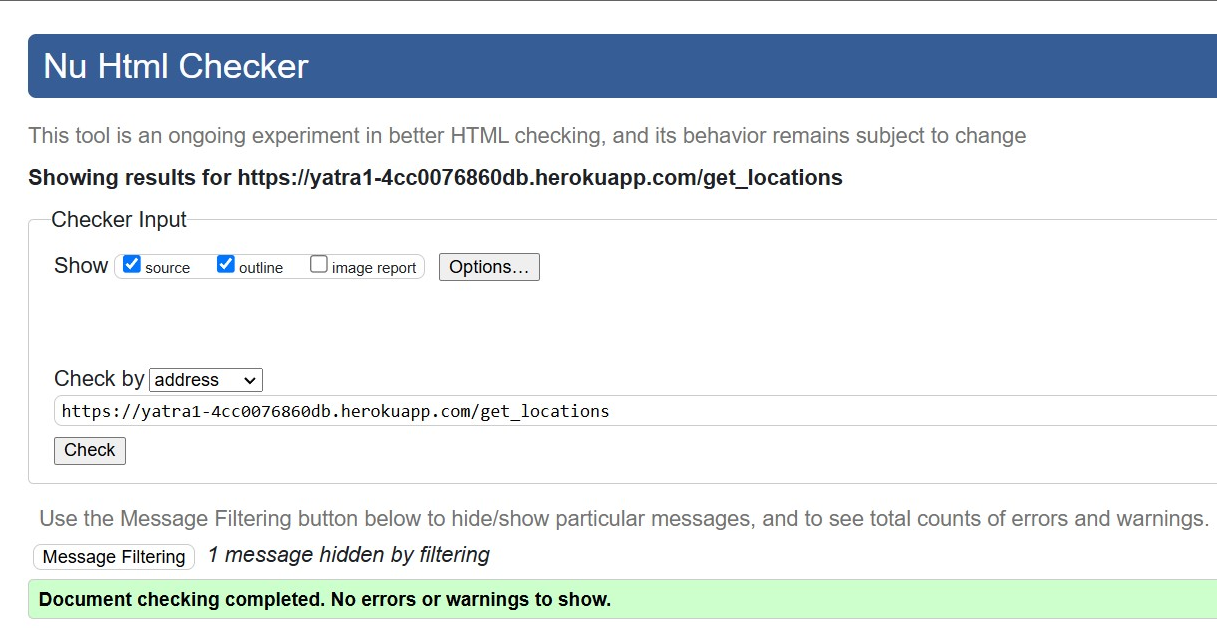 Nu Html Checker
This tool is an ongoing experiment in better HTML checking, and its behavior remains subject to change
Showing results for https://yatra1-4cc0076860db.herokuapp.com/get_locations
Checker Input
Show source outline image report Options...
Check by address
https://yatra1-4cc0076860db.herokuapp.com/get_locations
Check
Use the Message Filtering button below to hide/show particular messages, and to see total counts of errors and warnings.
Message Filtering 1 message hidden by filtering
Document checking completed. No errors or warnings to show.